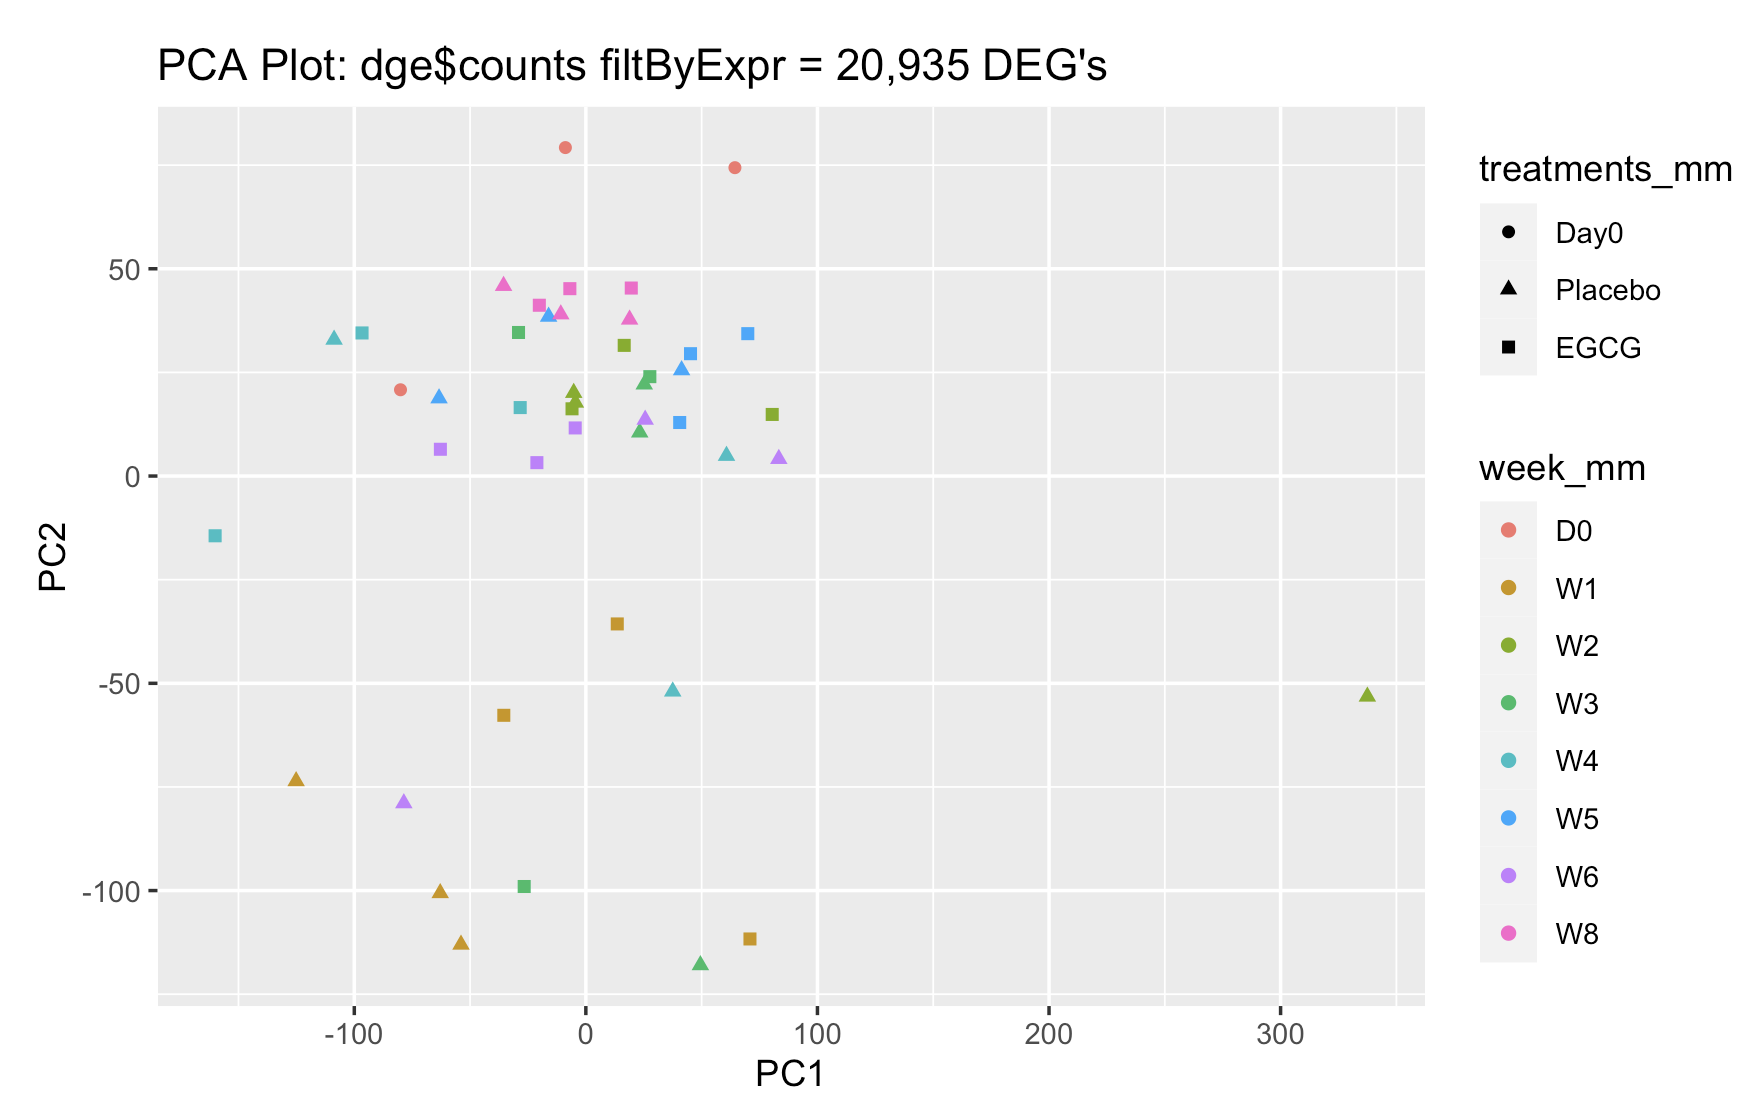 PCA Plot: dge$counts filtByExpr = 20,935 DEG's
treatments_mm
Day0
Placebo
EGCG
week_mm
D0
W1
W2
W3
W4
W5
W6
W8
PC2
50
0
-50
-100
-100
0
100
200
300
PC1